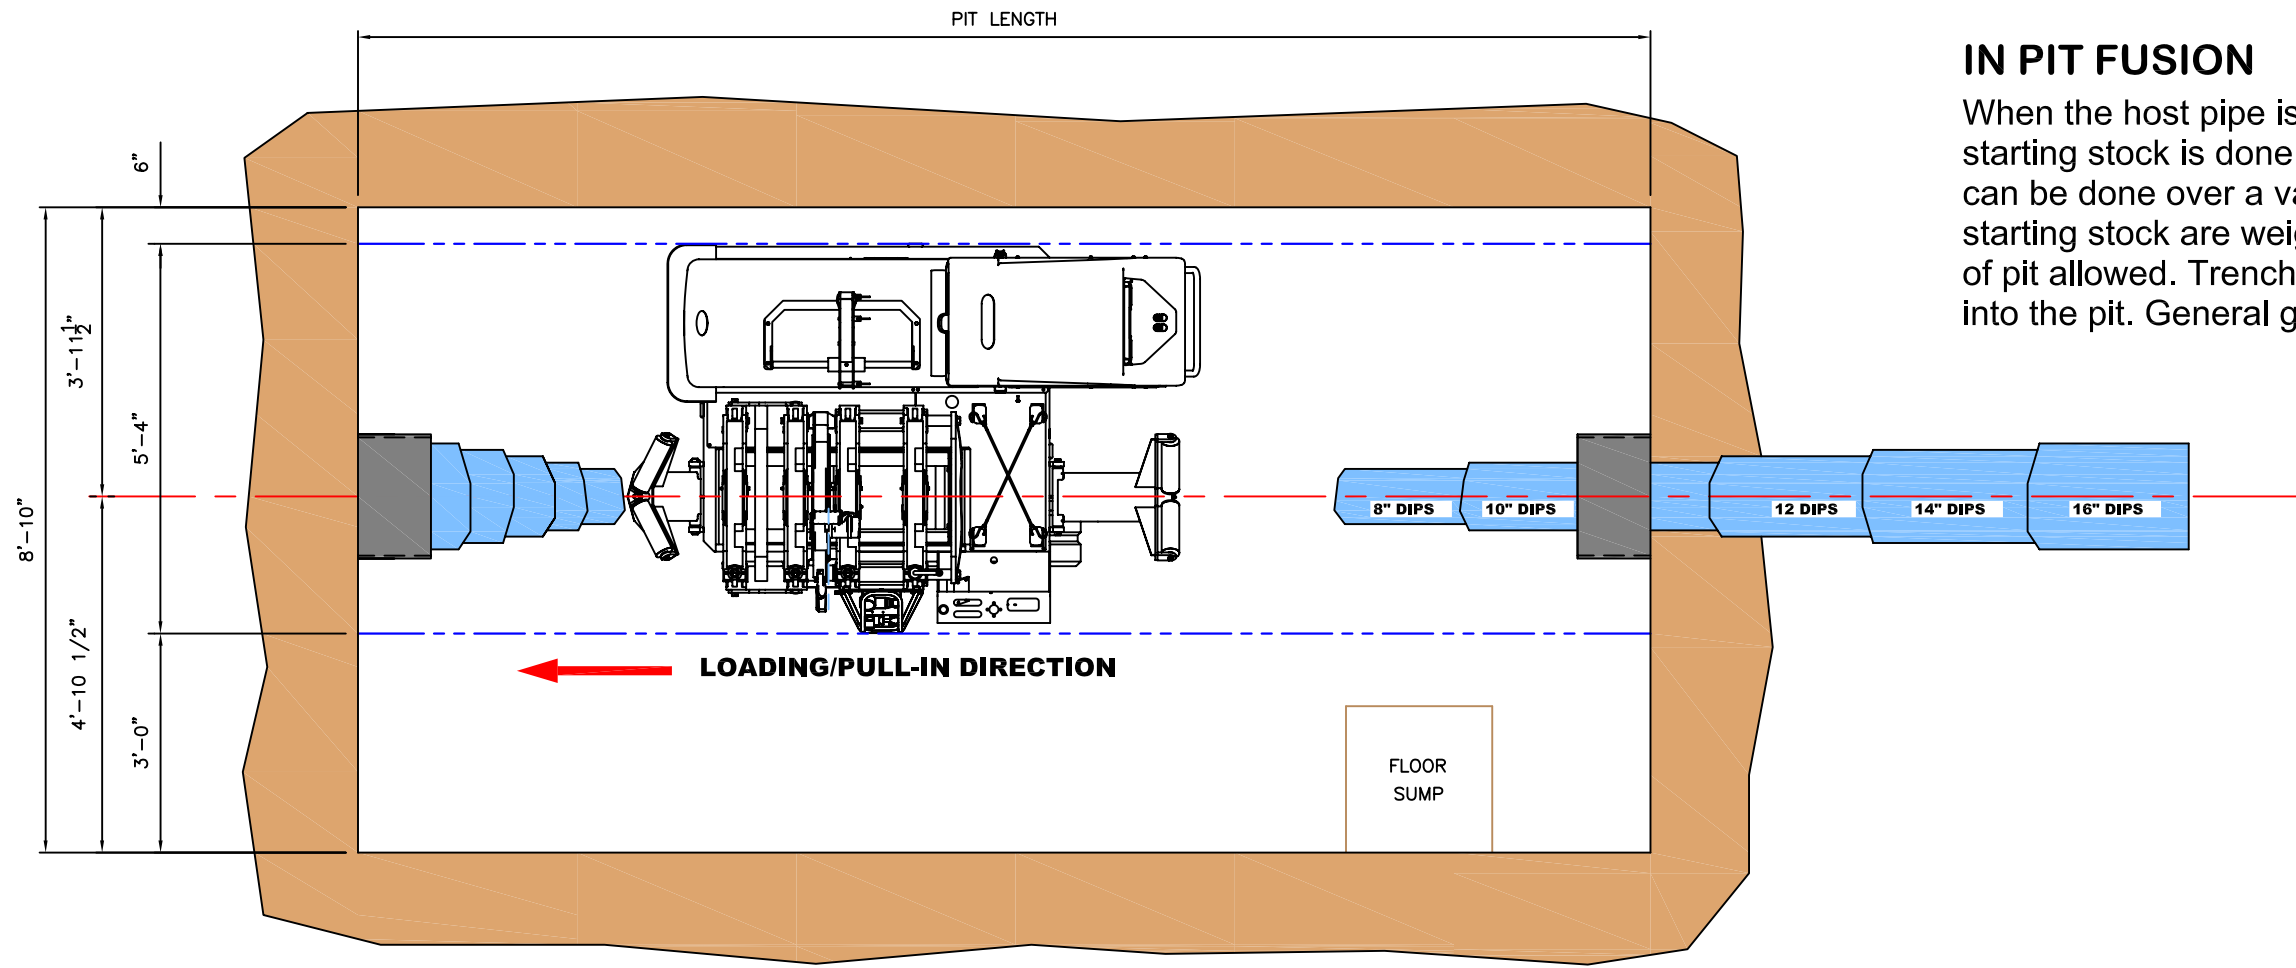 PIT LENGTH
IN PIT FUSION
When the host pipe is
starting stock is done
can be done over a va
starting stock are weig
of pit allowed. Trench
into the pit. General g
6"
3'-11 1/2"
5'-4"
8'-10"
4'-10 1/2"
3'-0"
8" DIPS
10" DIPS
12 DIPS
14" DIPS
16" DIPS
LOADING/PULL-IN DIRECTION
FLOOR
SUMP